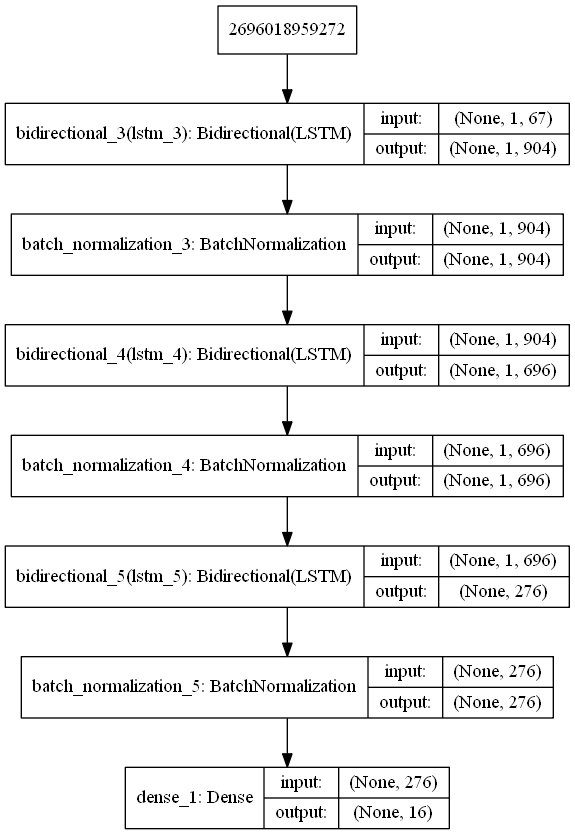 2696018959272
bidirectional_3(lstm_3): Bidirectional(LSTM)
input: (None, 1, 67)
output: (None, 1, 904)
batch_normalization_3: BatchNormalization
input: (None, 1, 904)
output: (None, 1, 904)
bidirectional_4(lstm_4): Bidirectional(LSTM)
input: (None, 1, 904)
output: (None, 1, 696)
batch_normalization_4: BatchNormalization
input: (None, 1, 696)
output: (None, 1, 696)
bidirectional_5(lstm_5): Bidirectional(LSTM)
input: (None, 1, 696)
output: (None, 276)
batch_normalization_5: BatchNormalization
input: (None, 276)
output: (None, 276)
dense_1: Dense
input: (None, 276)
output: (None, 16)